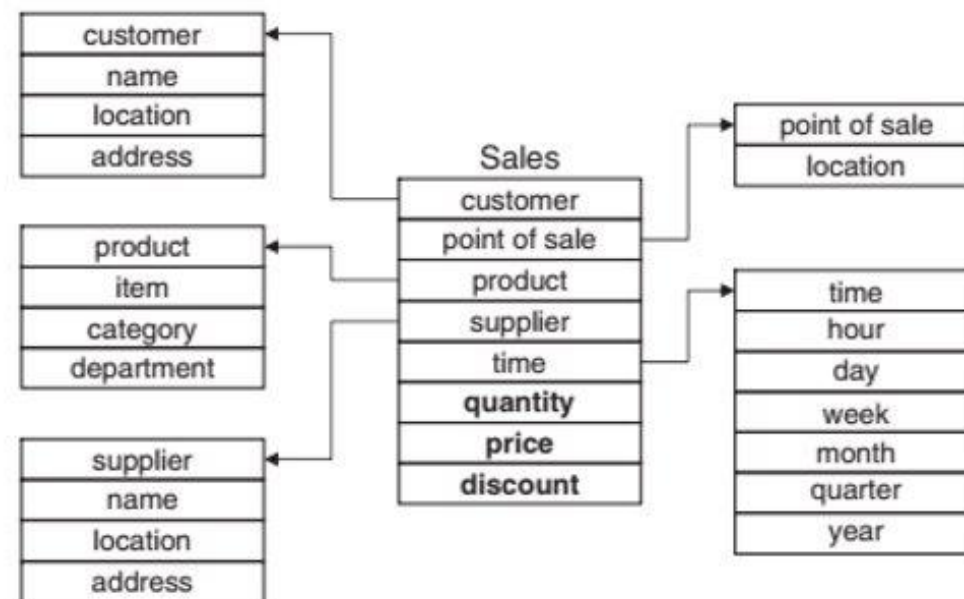 customer
name
location
address
product
item
category
department
supplier
name
location
address
Sales
customer
point of sale
product
supplier
time
quantity
price
discount
point of sale
location
time
hour
day
week
month
quarter
year